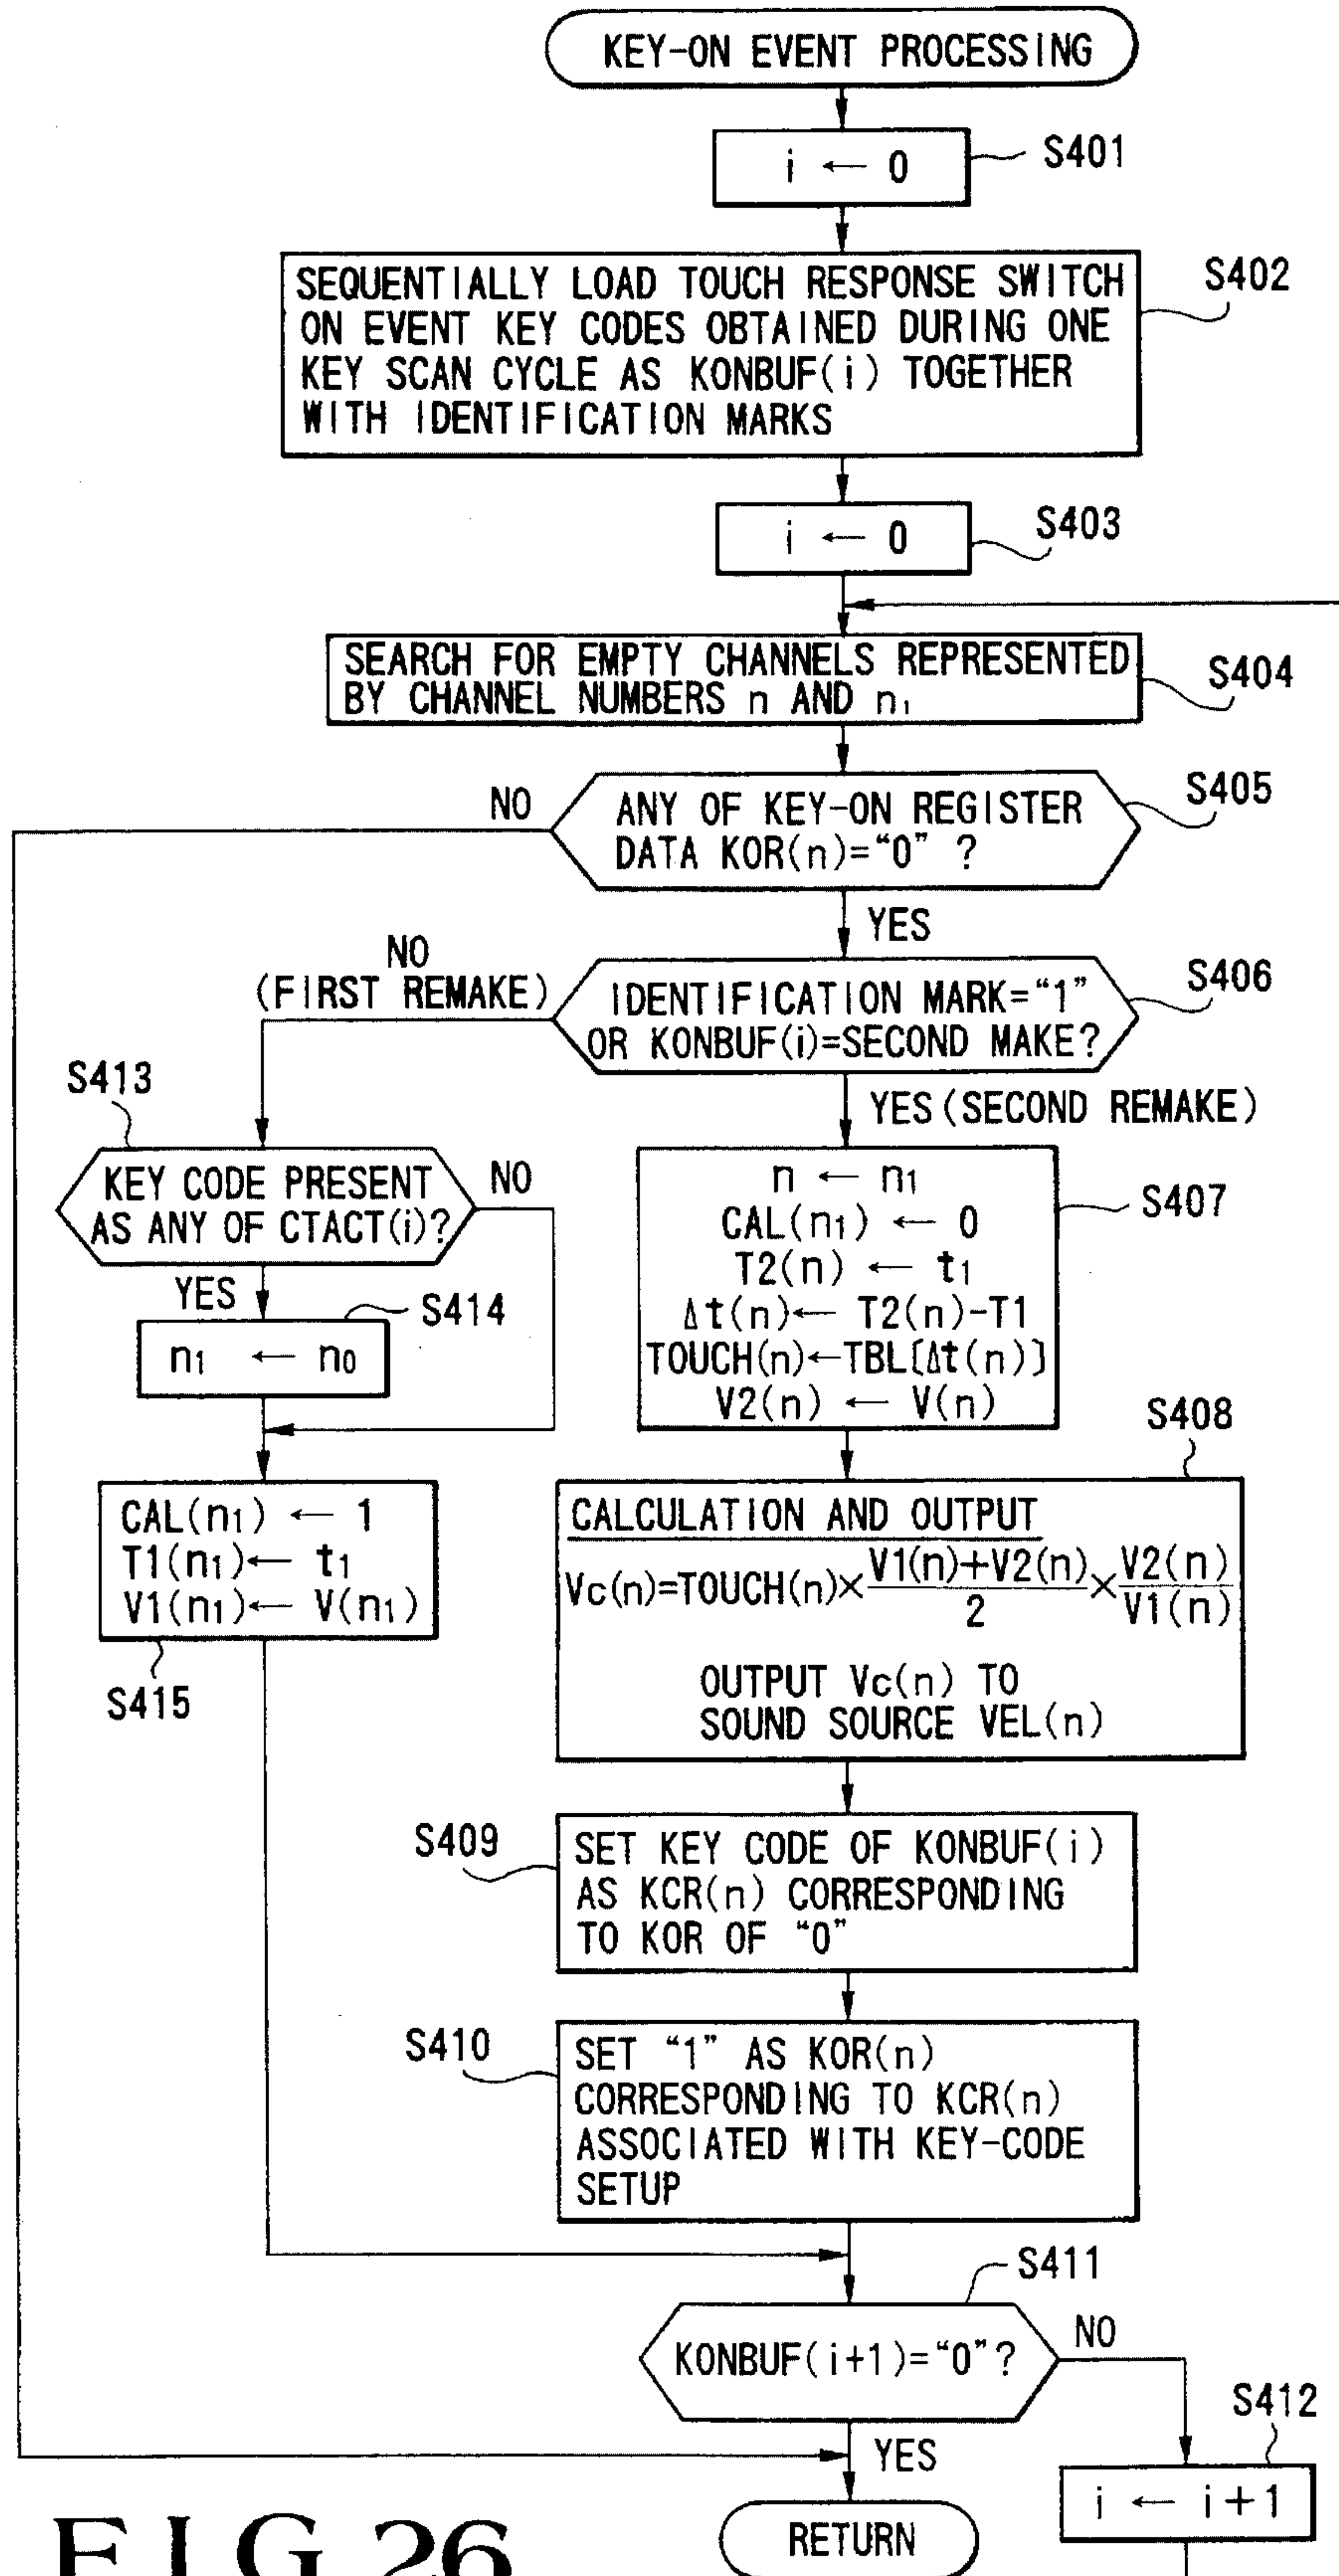 KEY-ON EVENT PROCESSING
i ← 0
S401
SEQUENTIALLY LOAD TOUCH RESPONSE SWITCH
ON EVENT KEY CODES OBTAINED DURING ONE
KEY SCAN CYCLE AS KONBUF(i) TOGETHER
WITH IDENTIFICATION MARKS
S402
i ← 0
S403
SEARCH FOR EMPTY CHANNELS REPRESENTED
BY CHANNEL NUMBERS n AND n₁
S404
ANY OF KEY-ON REGISTER
DATA KOR(n)=“0” ?
S405
NO
YES
IDENTIFICATION MARK=“1”
OR KONBUF(i)=SECOND MAKE?
S406
NO
(FIRST REMAKE)
YES(SECOND REMAKE)
S413
KEY CODE PRESENT
AS ANY OF CTACT(i)?
NO
YES
S414
n₁ ← n₀
n ← n₁
CAL(n₁) ← 0
T2(n) ← t₁
Δt(n)← T2(n)-T1
TOUCH(n)←TBL[Δt(n)]
V2(n) ← V(n)
S407
CAL(n₁) ← 1
T1(n₁)← t₁
V1(n₁)← V(n₁)
S415
S408
CALCULATION AND OUTPUT
Vc(n)=TOUCH(n)×(V1(n)+V2(n))/2×V2(n)/V1(n)
OUTPUT Vc(n) TO
SOUND SOURCE VEL(n)
S409
SET KEY CODE OF KONBUF(i)
AS KCR(n) CORRESPONDING
TO KOR OF “0”
S410
SET “1” AS KOR(n)
CORRESPONDING TO KCR(n)
ASSOCIATED WITH KEY-CODE
SETUP
S411
KONBUF(i+1)=“0”?
NO
YES
S412
i ← i+1
RETURN
FIG.26